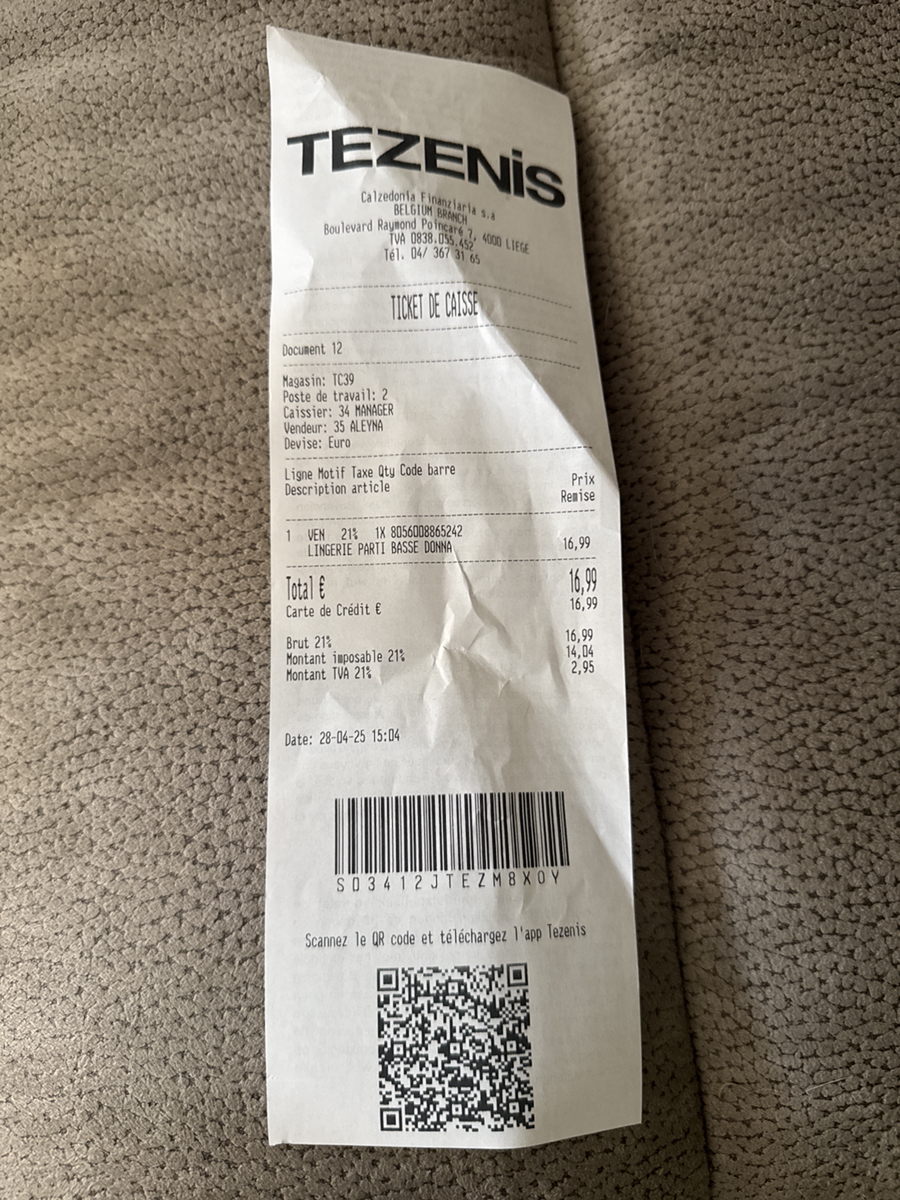 TEZENiS
Calzedonia Finanziaria s.a
BELGIUM BRANCH
Boulevard Raymond Poincaré 7, 4000 LIEGE
TVA 0838.055.452
Tél. 04/ 367 31 65
TICKET DE CAISSE
Document 12
Magasin: TC39
Poste de travail: 2
Caissier: 34 MANAGER
Vendeur: 35 ALEYNA
Devise: Euro
Ligne Motif Taxe Qty Code barre Prix
Description article Remise
1 VEN 21% 1X 8056008865242
LINGERIE PARTI BASSE DONNA 16,99
Total € 16,99
Carte de Crédit € 16,99
Brut 21% 16,99
Montant imposable 21% 14,04
Montant TVA 21% 2,95
Date: 28-04-25 15:04
SD3412JTEZM8X0Y
Scannez le QR code et téléchargez l'app Tezenis